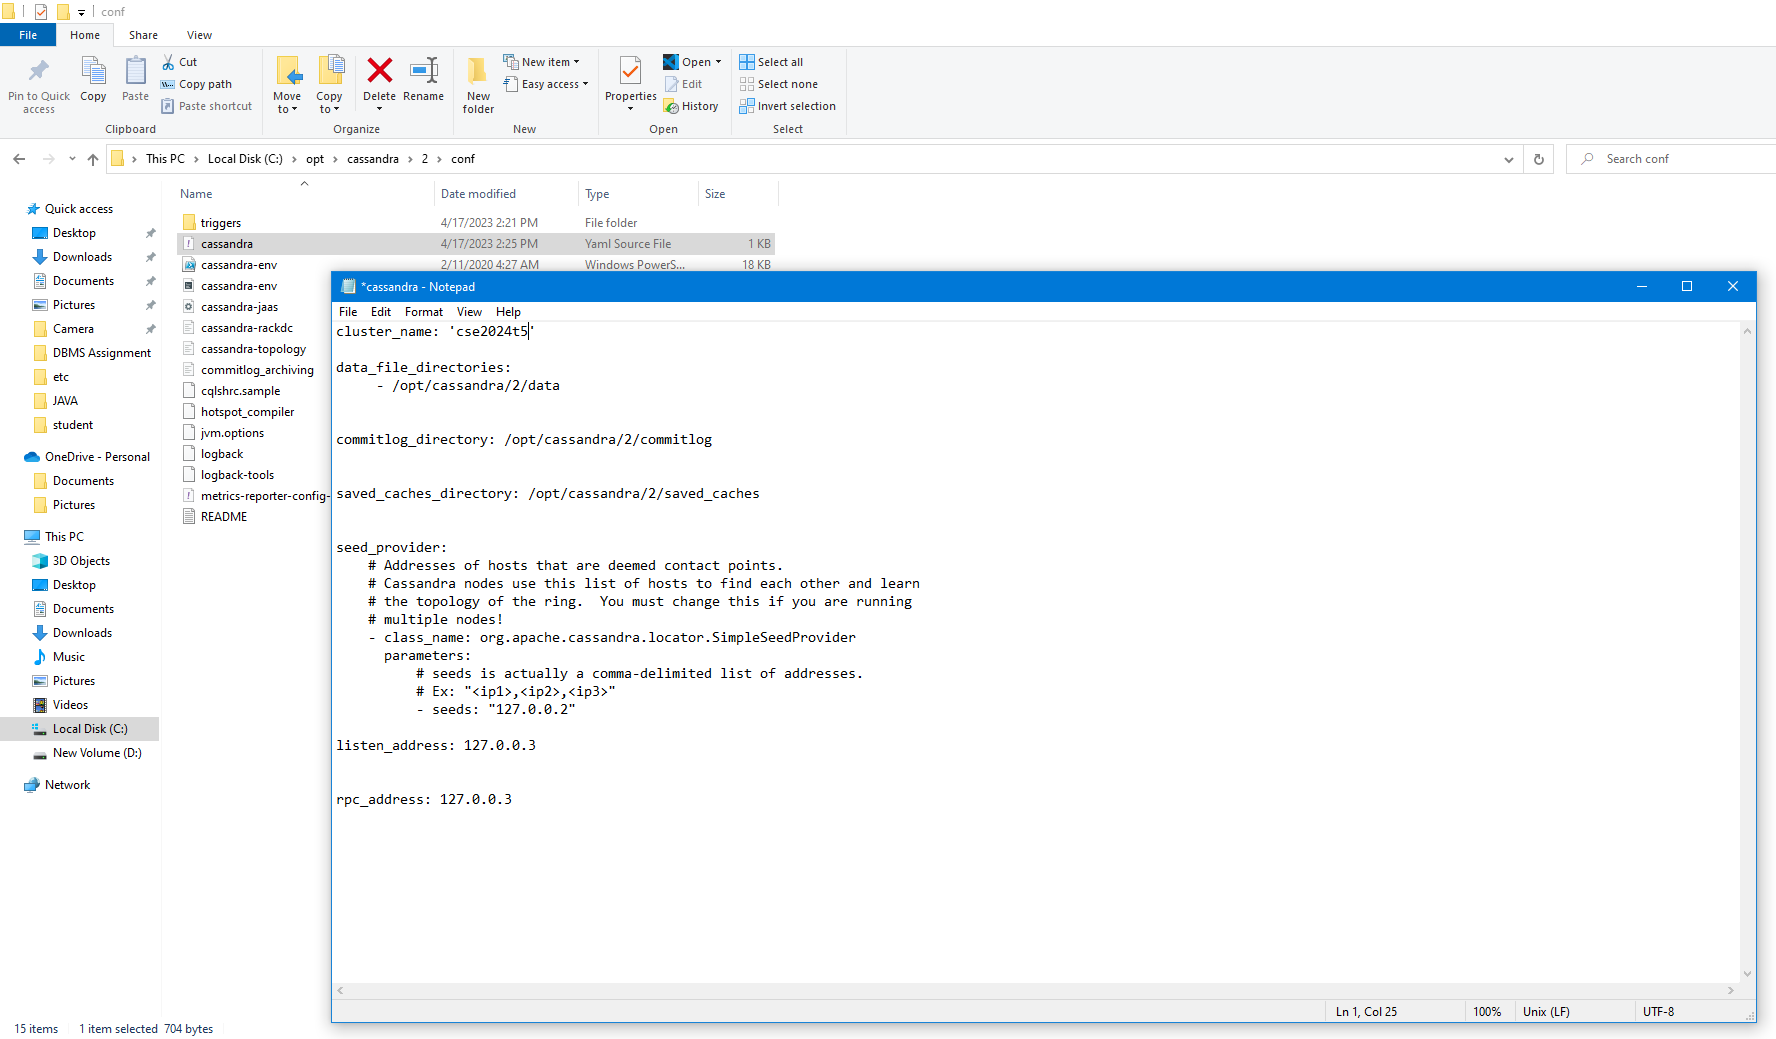 conf
File Home Share View
Pin to Quick access
Copy
Paste
Cut
Copy path
Paste shortcut
Clipboard
Move to
Copy to
Delete
Rename
Organize
New folder
New item
Easy access
New
Properties
Open
Edit
History
Open
Select all
Select none
Invert selection
Select
This PC > Local Disk (C:) > opt > cassandra > 2 > conf
Search conf
Quick access
Desktop
Downloads
Documents
Pictures
Camera
DBMS Assignment
etc
JAVA
student
OneDrive - Personal
Documents
Pictures
This PC
3D Objects
Desktop
Documents
Downloads
Music
Pictures
Videos
Local Disk (C:)
New Volume (D:)
Network
Name Date modified Type Size
triggers 4/17/2023 2:21 PM File folder
cassandra 4/17/2023 2:25 PM Yaml Source File 1 KB
cassandra-env 2/11/2020 4:27 AM Windows PowerS... 18 KB
cassandra-env
cassandra-jaas
cassandra-rackdc
cassandra-topology
commitlog_archiving
cqlshrc.sample
hotspot_compiler
jvm.options
logback
logback-tools
metrics-reporter-config-
README
*cassandra - Notepad
File Edit Format View Help
cluster_name: 'cse2024t5'
data_file_directories:
- /opt/cassandra/2/data
commitlog_directory: /opt/cassandra/2/commitlog
saved_caches_directory: /opt/cassandra/2/saved_caches
seed_provider:
# Addresses of hosts that are deemed contact points.
# Cassandra nodes use this list of hosts to find each other and learn
# the topology of the ring.  You must change this if you are running
# multiple nodes!
- class_name: org.apache.cassandra.locator.SimpleSeedProvider
parameters:
# seeds is actually a comma-delimited list of addresses.
# Ex: "<ip1>,<ip2>,<ip3>"
- seeds: "127.0.0.2"
listen_address: 127.0.0.3
rpc_address: 127.0.0.3
Ln 1, Col 25 100% Unix (LF) UTF-8
15 items 1 item selected 704 bytes